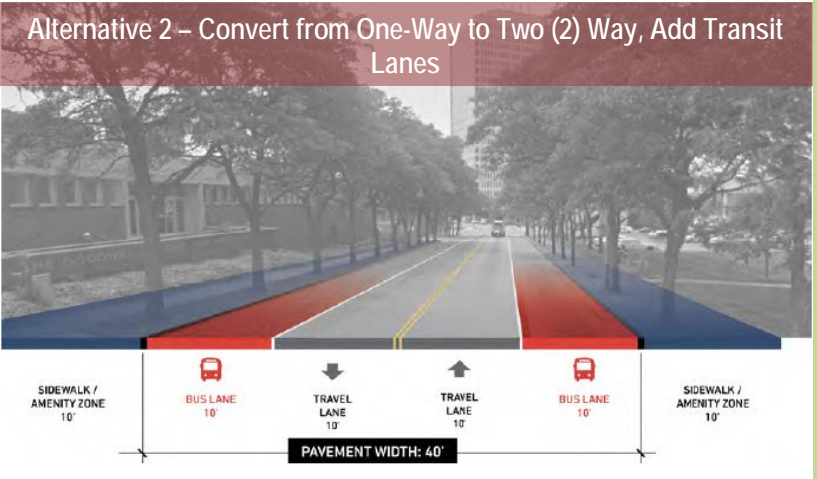 Alternative 2 – Convert from One-Way to Two (2) Way, Add Transit
Lanes
SIDEWALK /
AMENITY ZONE
10'
BUS LANE
10'
TRAVEL
LANE
10'
TRAVEL
LANE
10'
BUS LANE
10'
SIDEWALK /
AMENITY ZONE
10'
PAVEMENT WIDTH: 40'